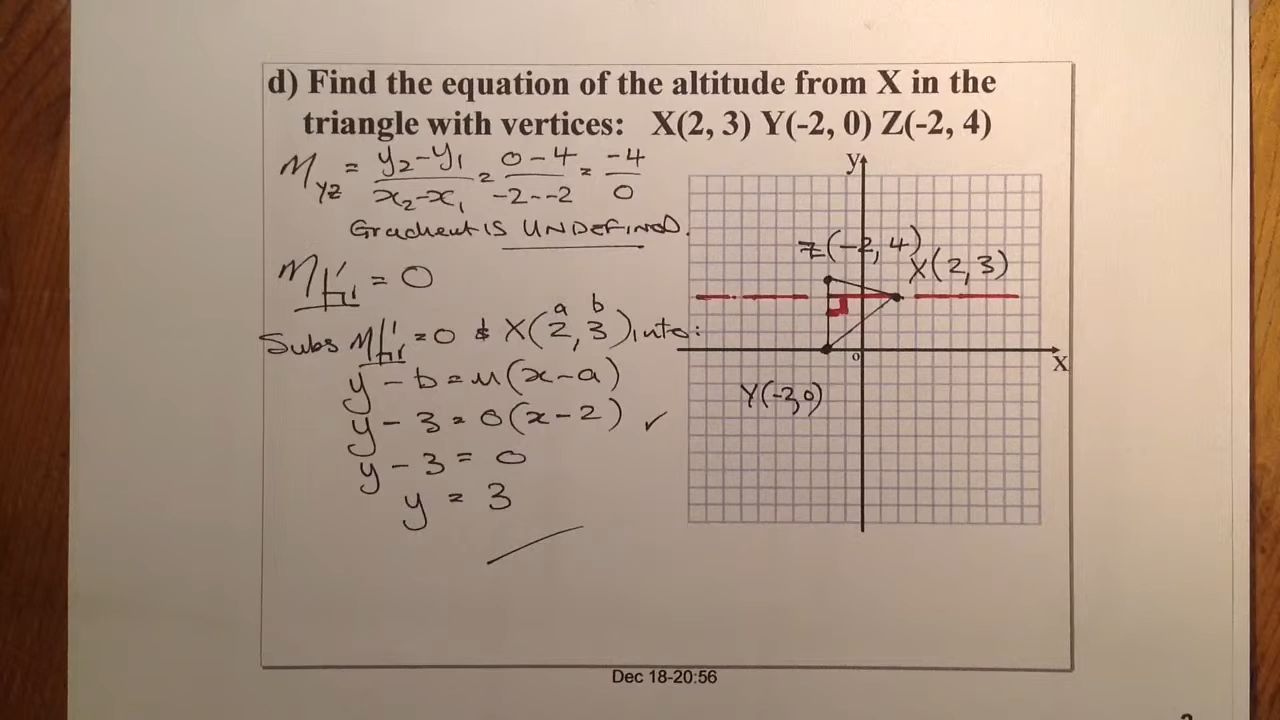 d) Find the equation of the altitude from X in the
triangle with vertices: X(2, 3) Y(-2, 0) Z(-2, 4)
M_YZ = (y₂-y₁)/(x₂-x₁) = (0-4)/(-2--2) = -4/0
Gradient is UNDEFINED.
M⊥'r = 0
a b
Subs M⊥'r = 0 & X(2, 3) into:
y - b = m(x-a)
y - 3 = 0(x-2) ✓
y - 3 = 0
y = 3
y
Z(-2, 4)
X(2, 3)
o
x
Y(-2,0)
Dec 18-20:56